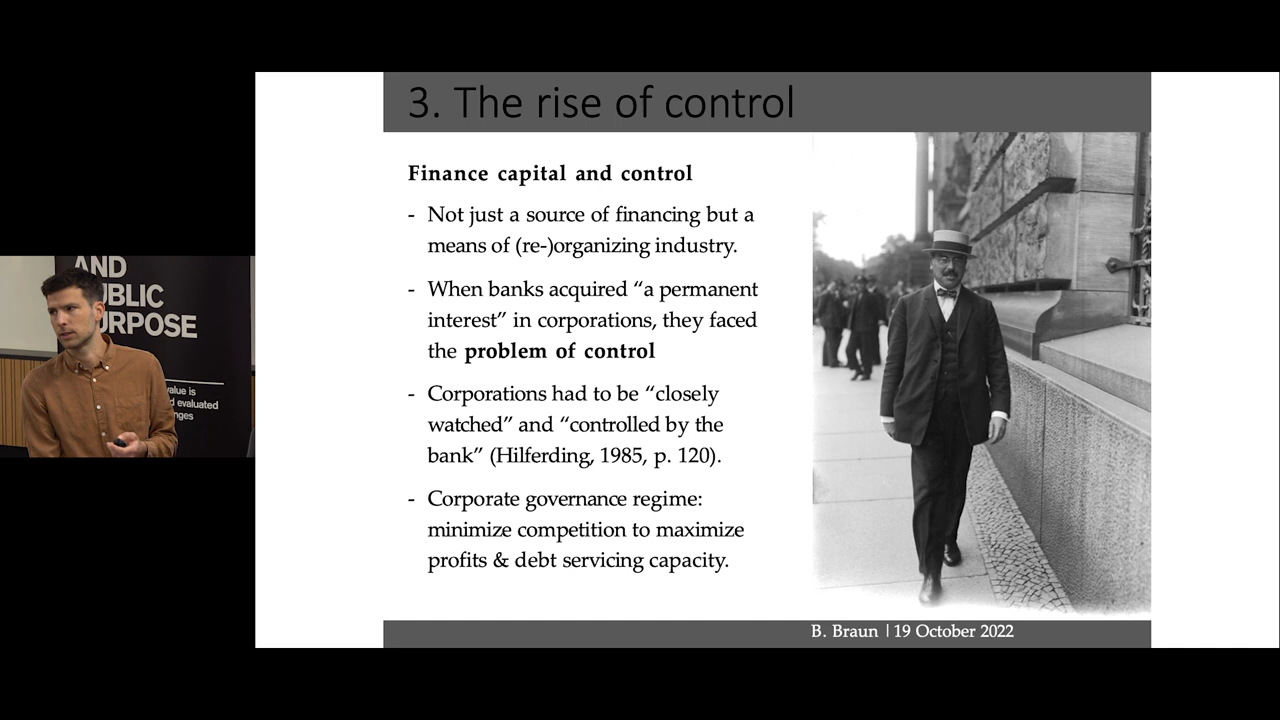 3. The rise of control
Finance capital and control
- Not just a source of financing but a
means of (re-)organizing industry.
- When banks acquired “a permanent
interest” in corporations, they faced
the problem of control
- Corporations had to be “closely
watched” and “controlled by the
bank” (Hilferding, 1985, p. 120).
- Corporate governance regime:
minimize competition to maximize
profits & debt servicing capacity.
B. Braun | 19 October 2022
AND
UBLIC
URPOSE
alue is
d evaluated
nges